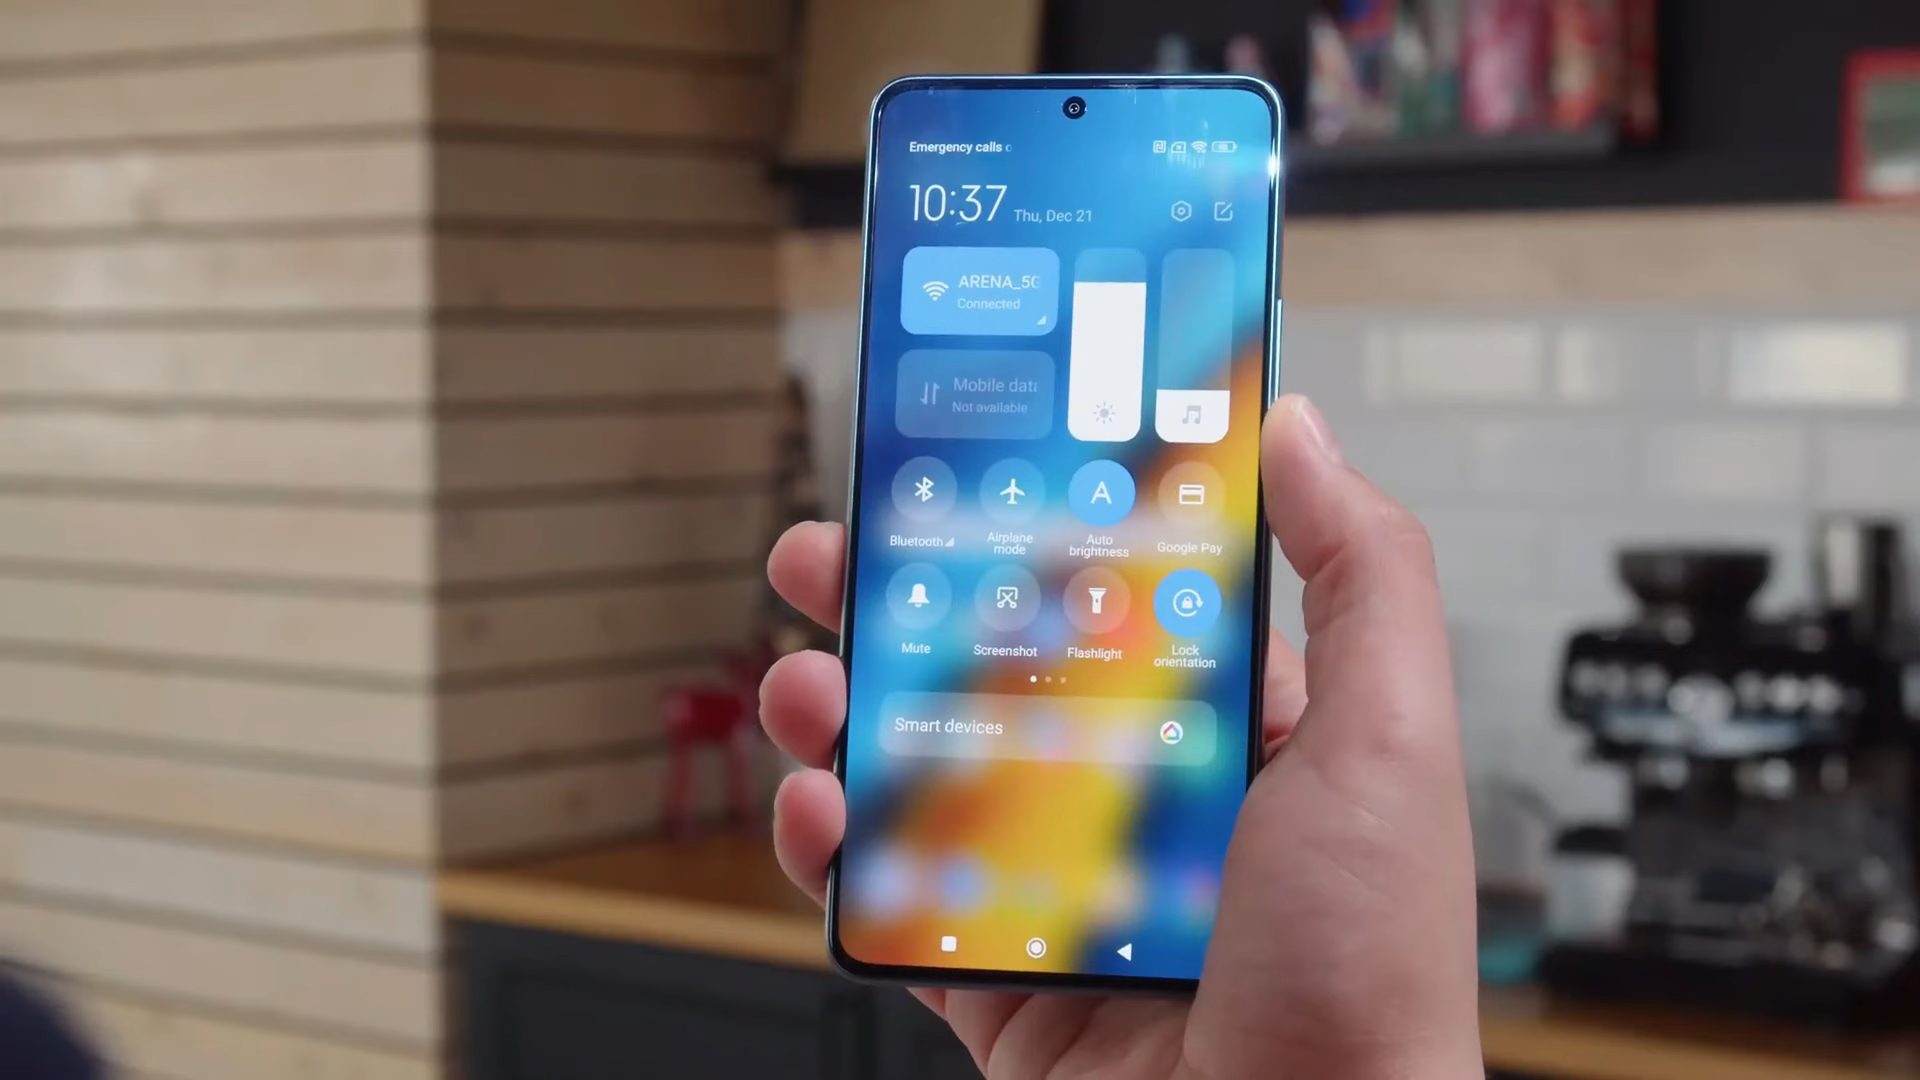 Emergency calls
10:37 Thu, Dec 21
ARENA_5G
Connected
Mobile data
Not available
A
Bluetooth
Airplane
mode
Auto
brightness
Google Pay
Mute
Screenshot
Flashlight
Lock
orientation
Smart devices